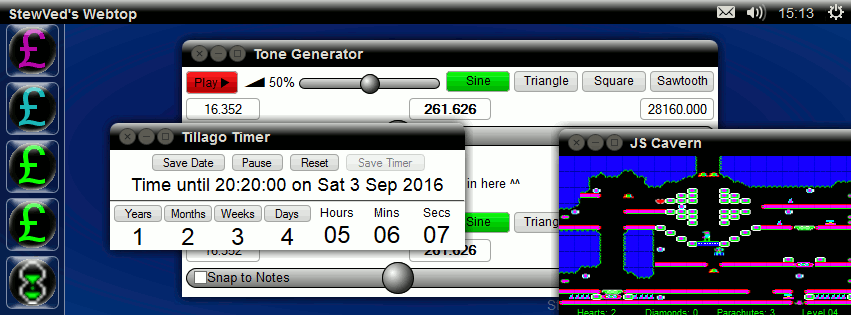 StewVed's Webtop
15:13
Tone Generator
Play 50% Sine Triangle Square Sawtooth
16.352 261.626 28160.000
Tillago Timer
Save Date Pause Reset Save Timer
Time until 20:20:00 on Sat 3 Sep 2016
Years Months Weeks Days Hours Mins Secs
1 2 3 4 05 06 07
in here ^^
Sine
16.352 261.626
Snap to Notes
JS Cavern
Hearts: 2 Diamonds: 0 Parachutes: 3 Level 04